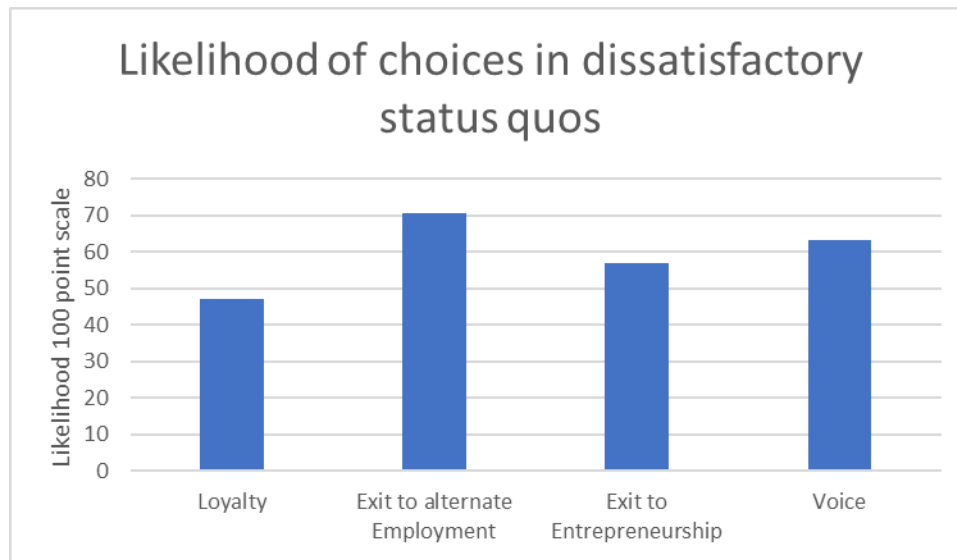 Likelihood of choices in dissatisfactory
status quos
Likelihood 100 point scale
80
70
60
50
40
30
20
10
0
Loyalty
Exit to alternate
Employment
Exit to
Entrepreneurship
Voice